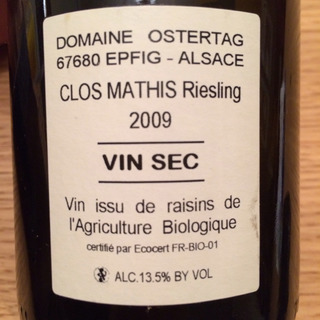 DOMAINE OSTERTAG
67680 EPFIG - ALSACE
CLOS MATHIS Riesling
2009
VIN SEC
Vin issu de raisins de
l'Agriculture Biologique
certifié par Ecocert FR-BIO-01
ALC.13.5% BY VOL